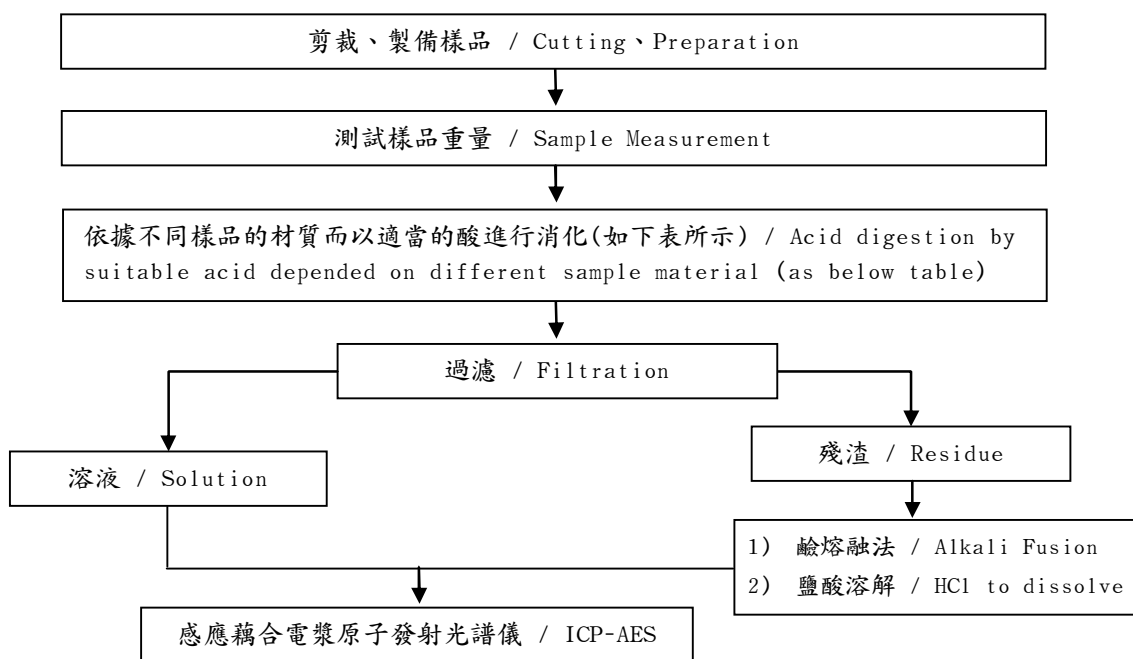 剪裁、製備樣品 / Cutting、Preparation
測試樣品重量 / Sample Measurement
依據不同樣品的材質而以適當的酸進行消化(如下表所示) / Acid digestion by
suitable acid depended on different sample material (as below table)
過濾 / Filtration
溶液 / Solution
殘渣 / Residue
1) 鹼熔融法 / Alkali Fusion
2) 鹽酸溶解 / HCl to dissolve
感應藕合電漿原子發射光譜儀 / ICP-AES